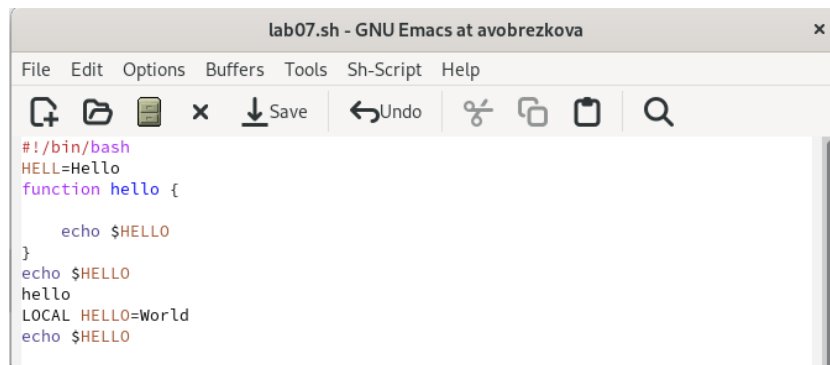 lab07.sh - GNU Emacs at avobrezkova
File Edit Options Buffers Tools Sh-Script Help
Save Undo
#!/bin/bash
HELL=Hello
function hello {
    echo $HELLO
}
echo $HELLO
hello
LOCAL HELLO=World
echo $HELLO